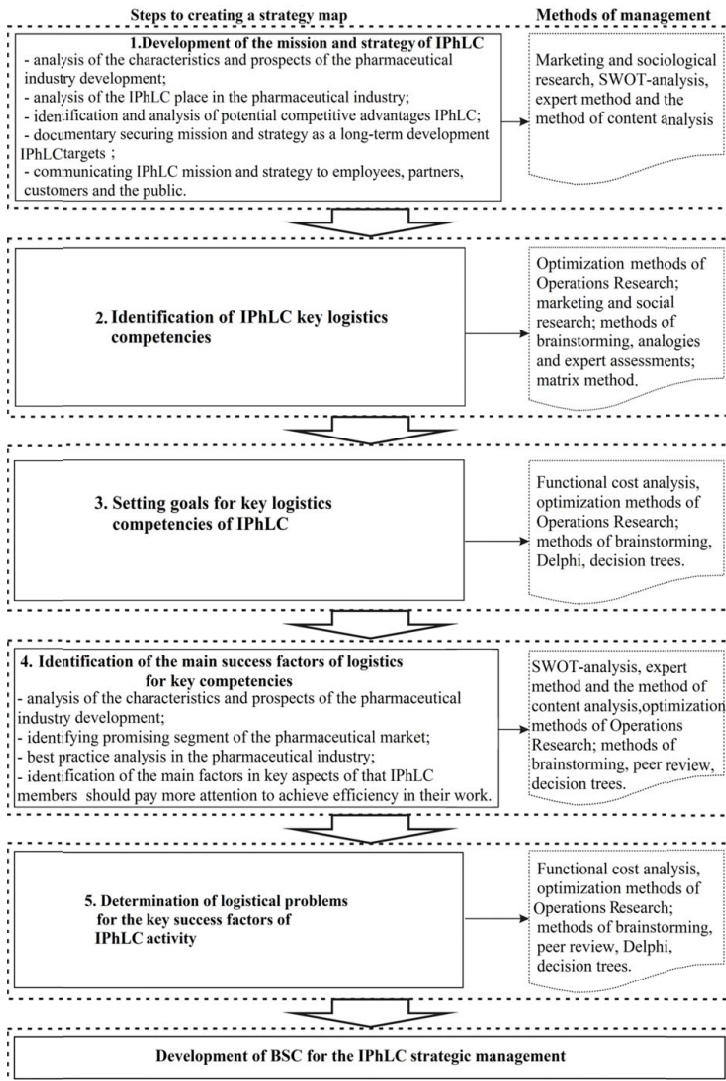 Steps to creating a strategy map
Methods of management
1.Development of the mission and strategy of IPhLC
- analysis of the characteristics and prospects of the pharmaceutical
industry development;
- analysis of the IPhLC place in the pharmaceutical industry;
- identification and analysis of potential competitive advantages IPhLC;
- documentary securing mission and strategy as a long-term development
IPhLCtargets ;
- communicating IPhLC mission and strategy to employees, partners,
customers and the public.
Marketing and sociological
research, SWOT-analysis,
expert method and the
method of content analysis
2. Identification of IPhLC key logistics
competencies
Optimization methods of
Operations Research;
marketing and social
research; methods of
brainstorming, analogies
and expert assessments;
matrix method.
3. Setting goals for key logistics
competencies of IPhLC
Functional cost analysis,
optimization methods of
Operations Research;
methods of brainstorming,
Delphi, decision trees.
4. Identification of the main success factors of logistics
for key competencies
- analysis of the characteristics and prospects of the pharmaceutical
industry development;
- identifying promising segment of the pharmaceutical market;
- best practice analysis in the pharmaceutical industry;
- identification of the main factors in key aspects of that IPhLC
members should pay more attention to achieve efficiency in their work.
SWOT-analysis, expert
method and the method of
content analysis,optimization
methods of Operations
Research; methods of
brainstorming, peer review,
decision trees.
5. Determination of logistical problems
for the key success factors of
IPhLC activity
Functional cost analysis,
optimization methods of
Operations Research;
methods of brainstorming,
peer review, Delphi,
decision trees.
Development of BSC for the IPhLC strategic management